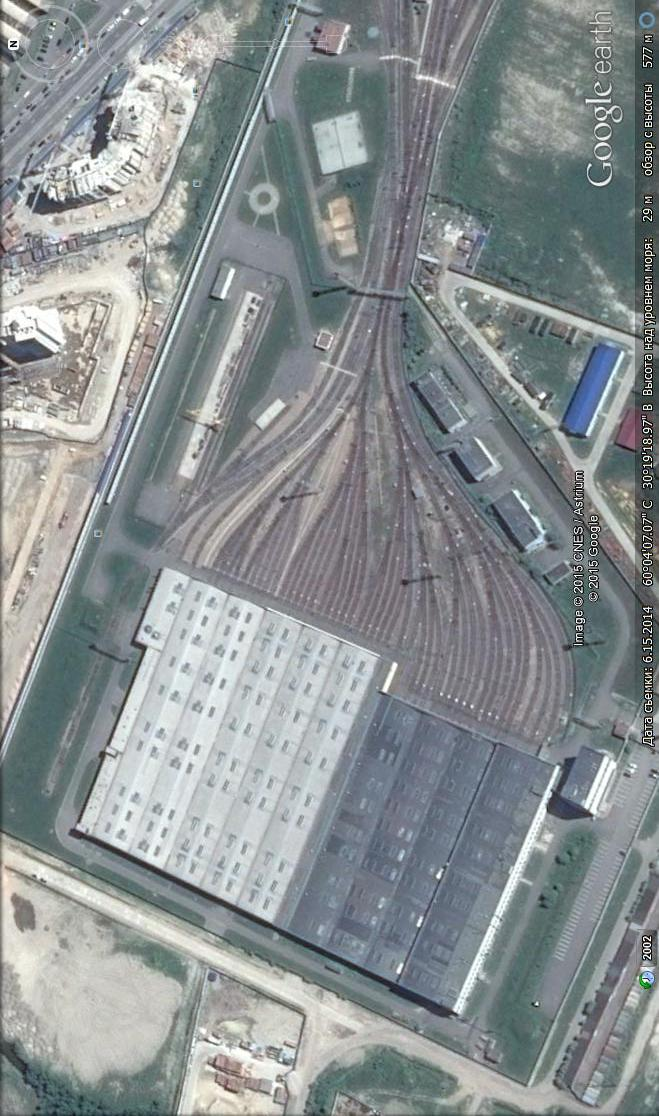 N
Google earth
Image © 2015 CNES / Astrium
© 2015 Google
2002
Дата съемки: 6.15.2014 60°04'07.07" С 30°19'18.97" В Высота над уровнем моря: 29 м обзор с высоты 577 м